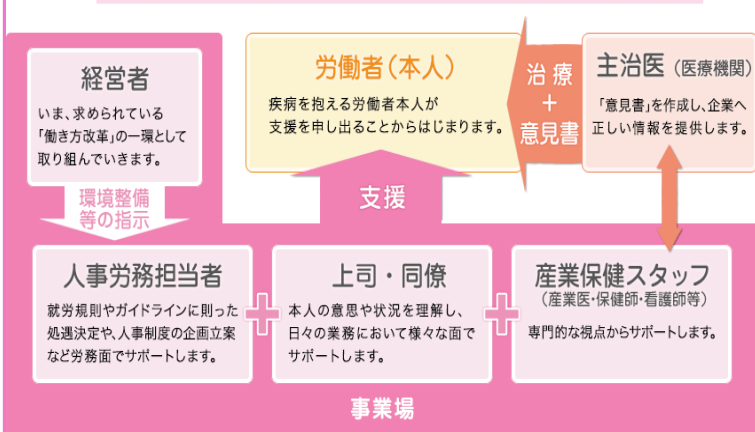 経営者
いま、求められている
「働き方改革」の一環として
取り組んでいきます。
労働者（本人）
疾病を抱える労働者本人が
支援を申し出ることからはじまります。
治療
＋
意見書
主治医（医療機関）
「意見書」を作成し、企業へ
正しい情報を提供します。
環境整備
等の指示
支援
人事労務担当者
就労規則やガイドラインに則った
処遇決定や、人事制度の企画立案
など労務面でサポートします。
上司・同僚
本人の意思や状況を理解し、
日々の業務において様々な面で
サポートします。
産業保健スタッフ
（産業医・保健師・看護師等）
専門的な視点からサポートします。
事業場